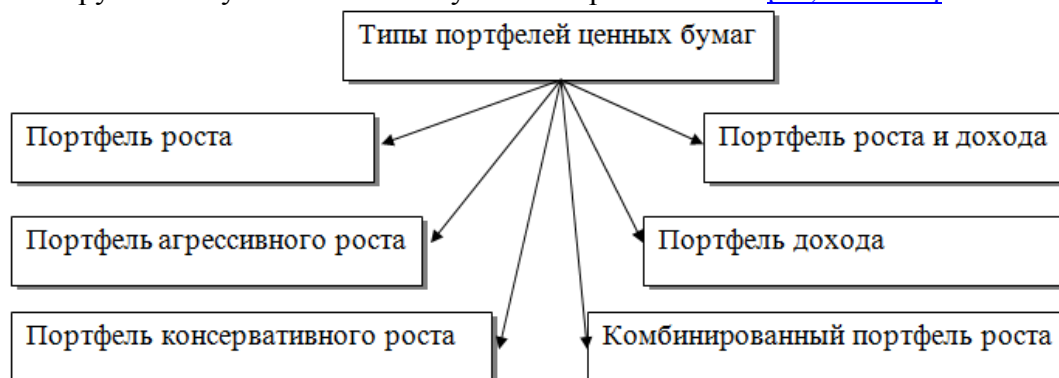 Типы портфелей ценных бумаг
Портфель роста
Портфель роста и дохода
Портфель агрессивного роста
Портфель дохода
Портфель консервативного роста
Комбинированный портфель роста